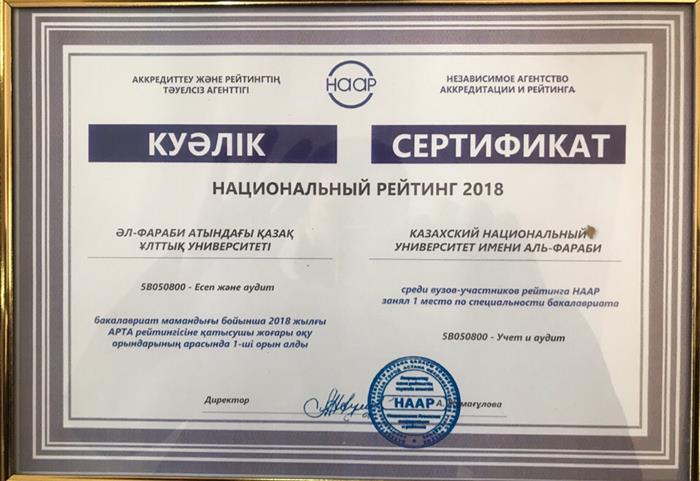 АККРЕДИТТЕУ ЖӘНЕ РЕЙТИНГТІҢ
ТӘУЕЛСІЗ АГЕНТТІГІ
НААР
НЕЗАВИСИМОЕ АГЕНТСТВО
АККРЕДИТАЦИИ И РЕЙТИНГА
КУӘЛІК
СЕРТИФИКАТ
НАЦИОНАЛЬНЫЙ РЕЙТИНГ 2018
ӘЛ-ФАРАБИ АТЫНДАҒЫ ҚАЗАҚ
ҰЛТТЫҚ УНИВЕРСИТЕТІ
5В050800 - Есеп және аудит
бакалавриат мамандығы бойынша 2018 жылғы
АРТА рейтингісіне қатысушы жоғары оқу
орындарының арасында 1-ші орын алды
КАЗАХСКИЙ НАЦИОНАЛЬНЫЙ
УНИВЕРСИТЕТ ИМЕНИ АЛЬ-ФАРАБИ
среди вузов-участников рейтинга НААР
занял 1 место по специальности бакалавриата
5В050800 - Учет и аудит
Директор
НААР
А.